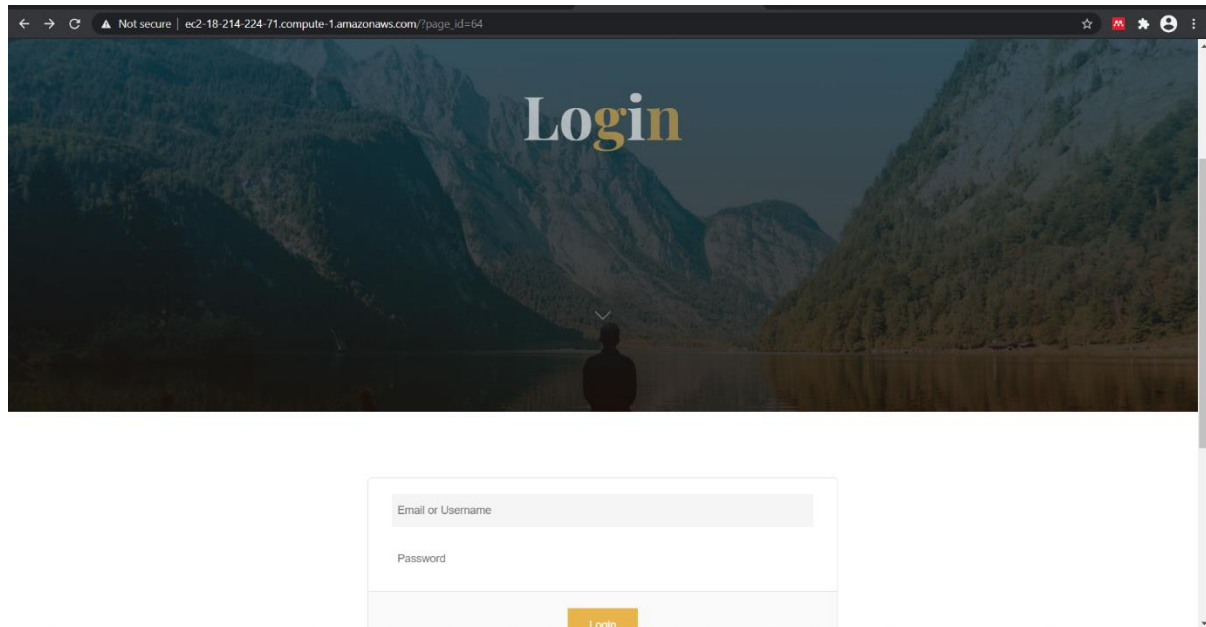 Not secure | ec2-18-214-224-71.compute-1.amazonaws.com/?page_id=64
Login
Email or Username
Password
Login